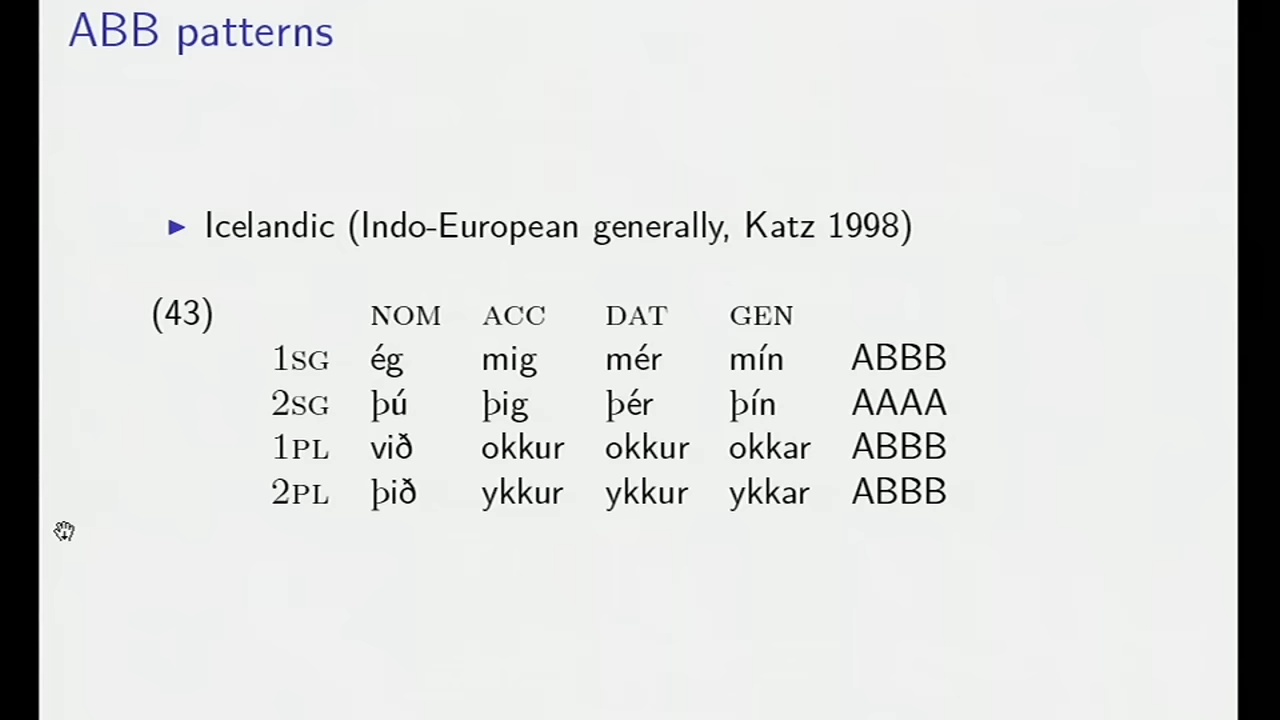 ABB patterns
▶ Icelandic (Indo-European generally, Katz 1998)
(43) NOM ACC DAT GEN
1SG ég mig mér mín ABBB
2SG þú þig þér þín AAAA
1PL við okkur okkur okkar ABBB
2PL þið ykkur ykkur ykkar ABBB